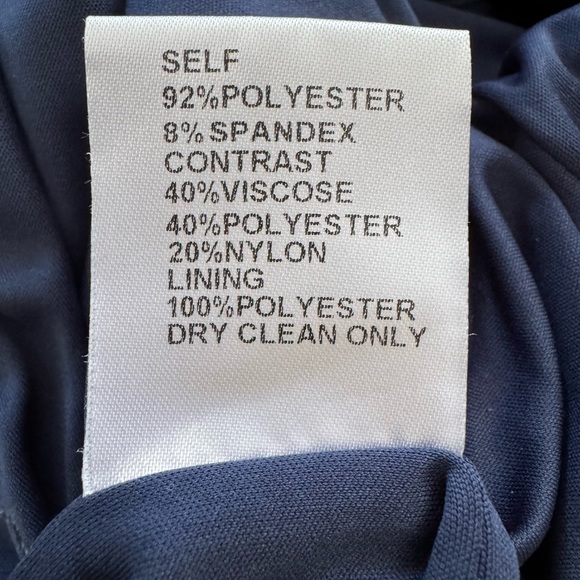 SELF
92%POLYESTER
8%SPANDEX
CONTRAST
40%VISCOSE
40%POLYESTER
20%NYLON
LINING
100%POLYESTER
DRY CLEAN ONLY